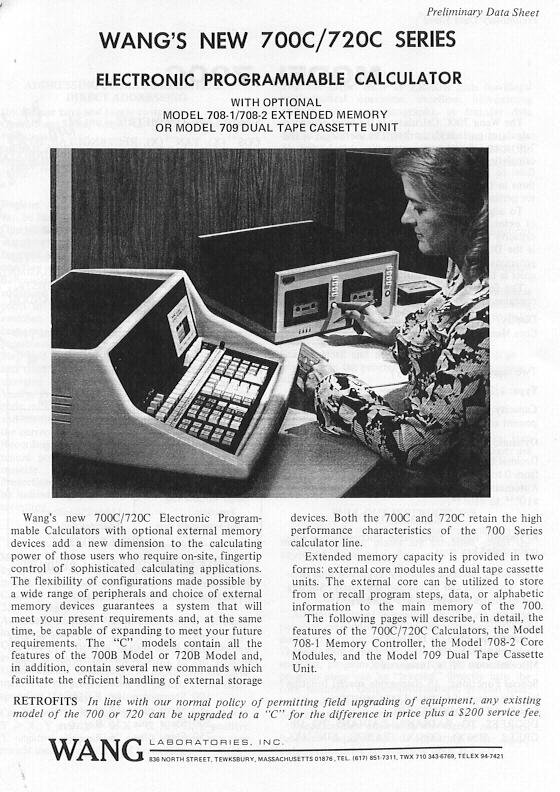 Preliminary Data Sheet
WANG'S NEW 700C/720C SERIES
ELECTRONIC PROGRAMMABLE CALCULATOR
WITH OPTIONAL
MODEL 708-1/708-2 EXTENDED MEMORY
OR MODEL 709 DUAL TAPE CASSETTE UNIT
Wang's new 700C/720C Electronic Program-
mable Calculators with optional external memory
devices add a new dimension to the calculating
power of those users who require on-site, fingertip
control of sophisticated calculating applications.
The flexibility of configurations made possible by
a wide range of peripherals and choice of external
memory devices guarantees a system that will
meet your present requirements and, at the same
time, be capable of expanding to meet your future
requirements. The "C" models contain all the
features of the 700B Model or 720B Model and,
in addition, contain several new commands which
facilitate the efficient handling of external storage
devices. Both the 700C and 720C retain the high
performance characteristics of the 700 Series
calculator line.
Extended memory capacity is provided in two
forms: external core modules and dual tape cassette
units. The external core can be utilized to store
from or recall program steps, data, or alphabetic
information to the main memory of the 700.
The following pages will describe, in detail, the
features of the 700C/720C Calculators, the Model
708-1 Memory Controller, the Model 708-2 Core
Modules, and the Model 709 Dual Tape Cassette
Unit.
RETROFITS In line with our normal policy of permitting field upgrading of equipment, any existing
model of the 700 or 720 can be upgraded to a "C" for the difference in price plus a $200 service fee.
WANG LABORATORIES, INC.
836 NORTH STREET, TEWKSBURY, MASSACHUSETTS 01876, TEL. (617) 851-7311, TWX 710 343-6769, TELEX 94-7421